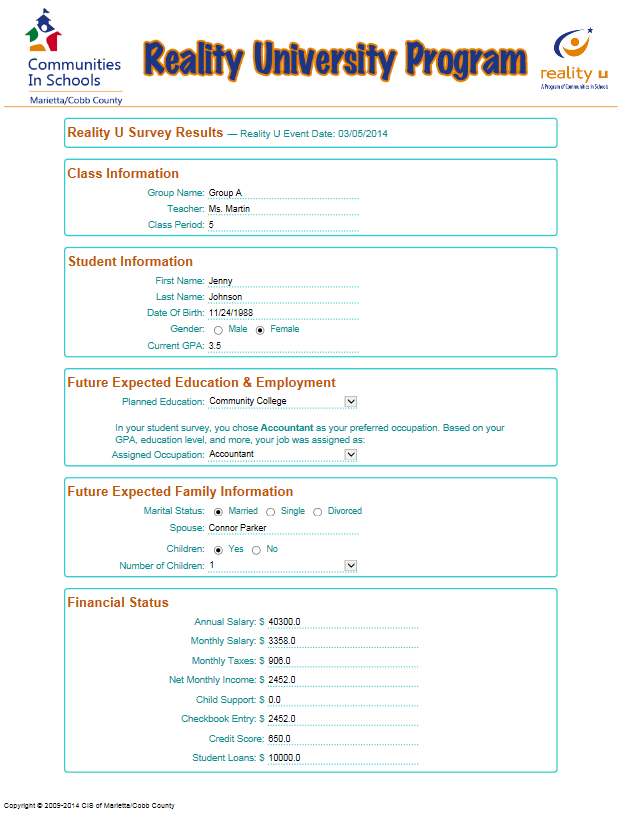 Communities
In Schools
Marietta/Cobb County
Reality University Program
reality u
A Program of Communities In Schools
Reality U Survey Results — Reality U Event Date: 03/05/2014
Class Information
Group Name: Group A
Teacher: Ms. Martin
Class Period: 5
Student Information
First Name: Jenny
Last Name: Johnson
Date Of Birth: 11/24/1988
Gender: Male Female
Current GPA: 3.5
Future Expected Education & Employment
Planned Education: Community College
In your student survey, you chose Accountant as your preferred occupation. Based on your
GPA, education level, and more, your job was assigned as:
Assigned Occupation: Accountant
Future Expected Family Information
Marital Status: Married Single Divorced
Spouse: Connor Parker
Children: Yes No
Number of Children: 1
Financial Status
Annual Salary: $ 40300.0
Monthly Salary: $ 3358.0
Monthly Taxes: $ 906.0
Net Monthly Income: $ 2452.0
Child Support: $ 0.0
Checkbook Entry: $ 2452.0
Credit Score: 650.0
Student Loans: $ 10000.0
Copyright © 2009-2014 CIS of Marietta/Cobb County